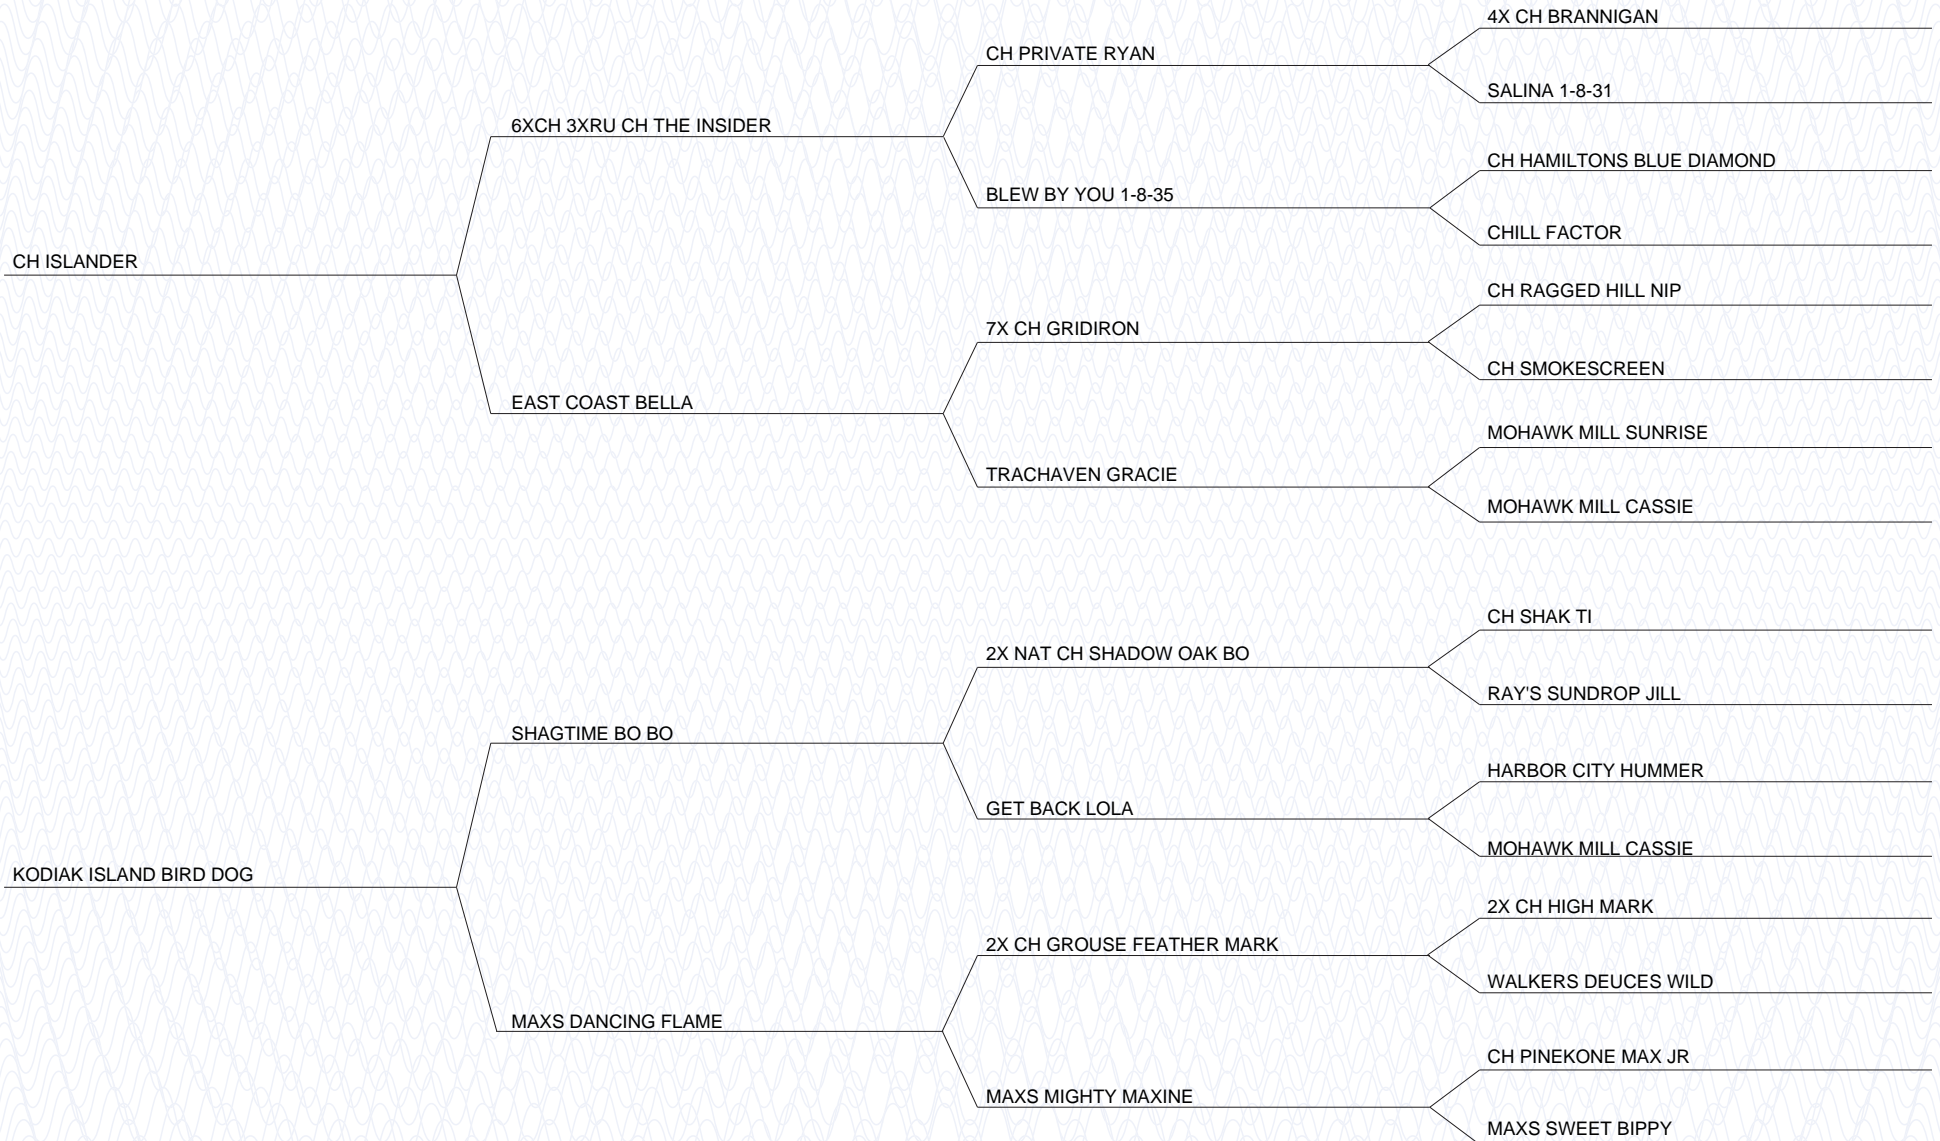 4X CH BRANNIGAN
CH PRIVATE RYAN
SALINA 1-8-31
6XCH 3XRU CH THE INSIDER
CH HAMILTONS BLUE DIAMOND
BLEW BY YOU 1-8-35
CHILL FACTOR
CH ISLANDER
CH RAGGED HILL NIP
7X CH GRIDIRON
CH SMOKESCREEN
EAST COAST BELLA
MOHAWK MILL SUNRISE
TRACHAVEN GRACIE
MOHAWK MILL CASSIE
CH SHAK TI
2X NAT CH SHADOW OAK BO
RAY'S SUNDROP JILL
SHAGTIME BO BO
HARBOR CITY HUMMER
GET BACK LOLA
MOHAWK MILL CASSIE
KODIAK ISLAND BIRD DOG
2X CH HIGH MARK
2X CH GROUSE FEATHER MARK
WALKERS DEUCES WILD
MAXS DANCING FLAME
CH PINEKONE MAX JR
MAXS MIGHTY MAXINE
MAXS SWEET BIPPY